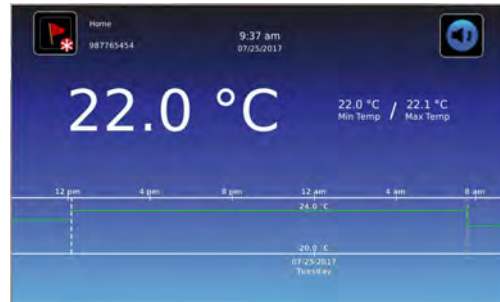 Home
987765454
9:37 am
07/25/2017
22.0 °C
22.0 °C / 22.1 °C
Min Temp Max Temp
12 pm 4 pm 8 pm 12 am 4 am 8 am
24.0 °C
20.0 °C
07/25/2017
Tuesday